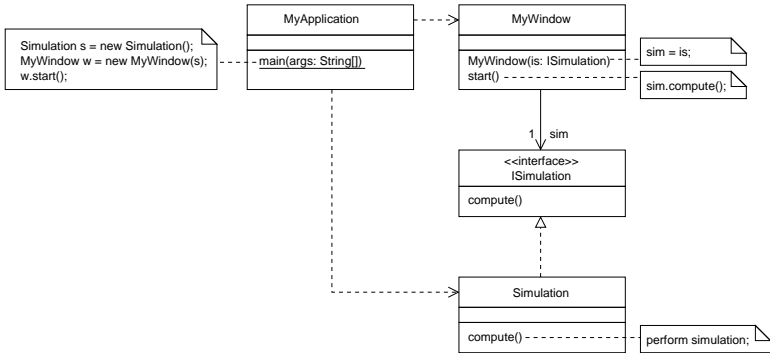 MyApplication
MyWindow
Simulation s = new Simulation();
MyWindow w = new MyWindow(s);
w.start();
main(args: String[])
MyWindow(is: ISimulation)
start()
sim = is;
sim.compute();
1 sim
<<interface>>
ISimulation
compute()
Simulation
compute()
perform simulation;